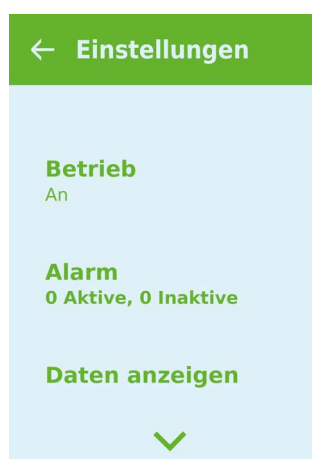 Einstellungen
Betrieb
An
Alarm
0 Aktive, 0 Inaktive
Daten anzeigen